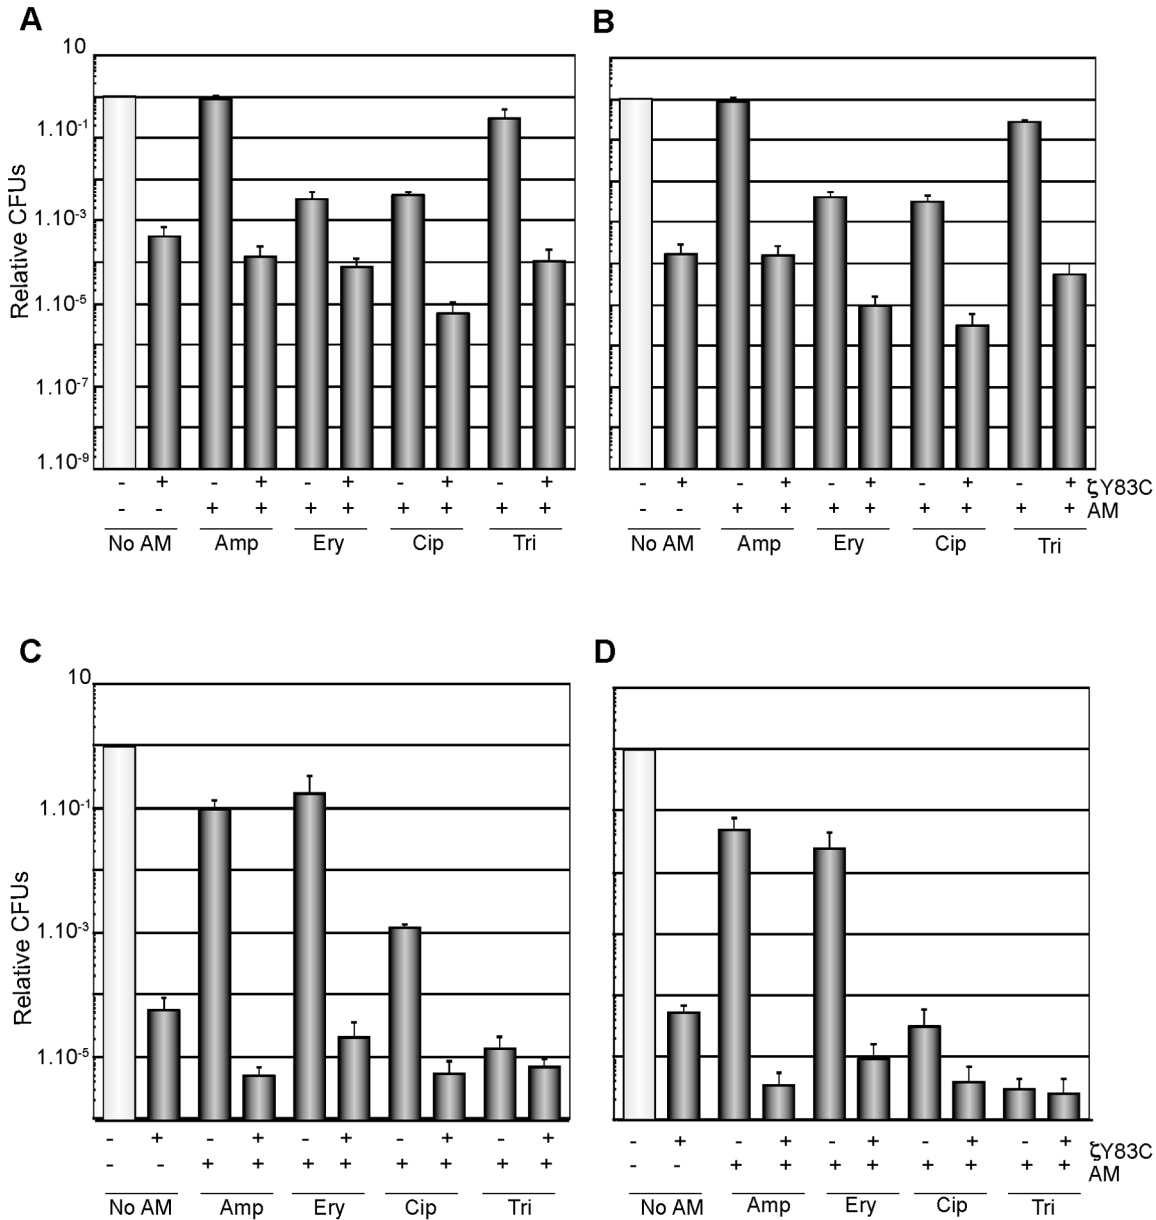 A
B
10
1.10-1
1.10-3
1.10-5
1.10-7
1.10-9
Relative CFUs
- + - + - + - + - +
- - + + + + + + + +
No AM Amp Ery Cip Tri
- + - + - + - + - + ζY83C
- - + + + + + + + + AM
No AM Amp Ery Cip Tri
C
D
10
1.10-1
1.10-3
1.10-5
Relative CFUs
- + - + - + - + - +
- - + + + + + + + +
No AM Amp Ery Cip Tri
- + - + - + - + - + ζY83C
- - + + + + + + + + AM
No AM Amp Ery Cip Tri